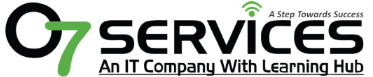 A Step Towards Success
O7 SERVICES
An IT Company With Learning Hub